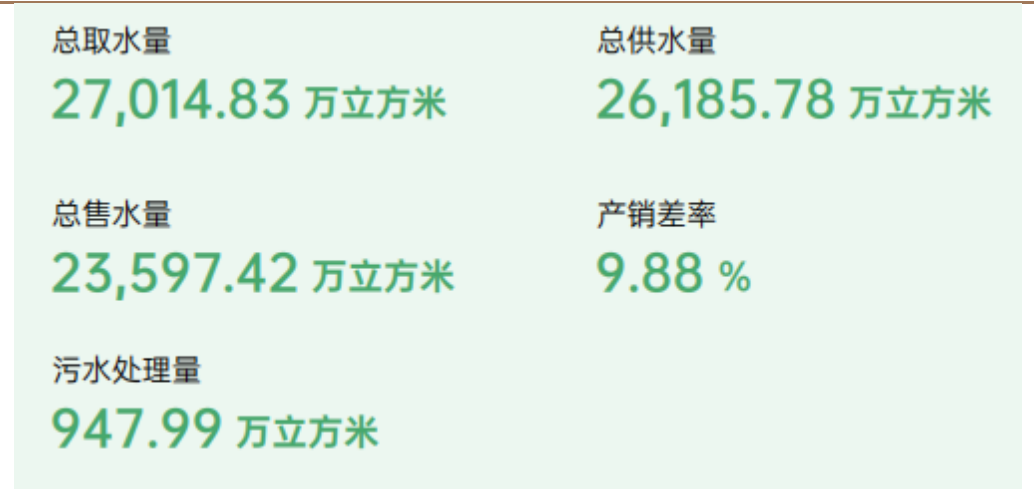 总取水量
27,014.83 万立方米
总供水量
26,185.78 万立方米
总售水量
23,597.42 万立方米
产销差率
9.88 %
污水处理量
947.99 万立方米